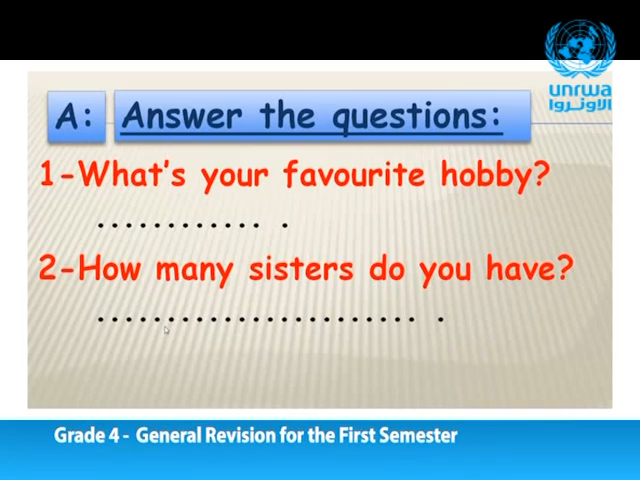 unrwa
الاونروا
A: Answer the questions:
1-What's your favourite hobby?
............ .
2-How many sisters do you have?
....................... .
Grade 4 - General Revision for the First Semester